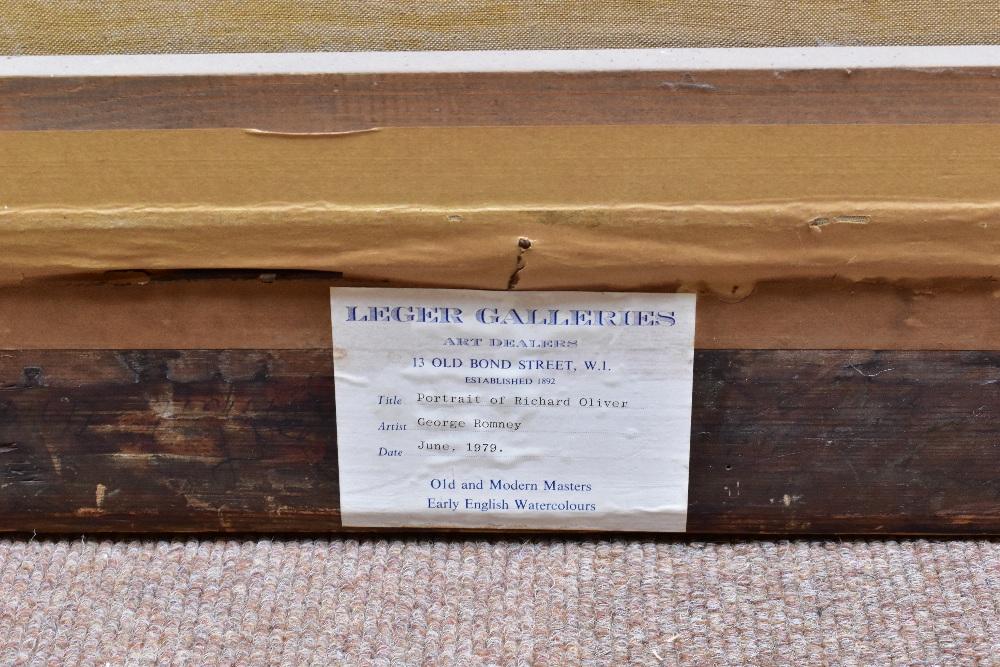 LEGER GALLERIES
ART DEALERS
13 OLD BOND STREET, W.1.
ESTABLISHED 1892
Title Portrait of Richard Oliver
Artist George Romney
Date June, 1979.
Old and Modern Masters
Early English Watercolours